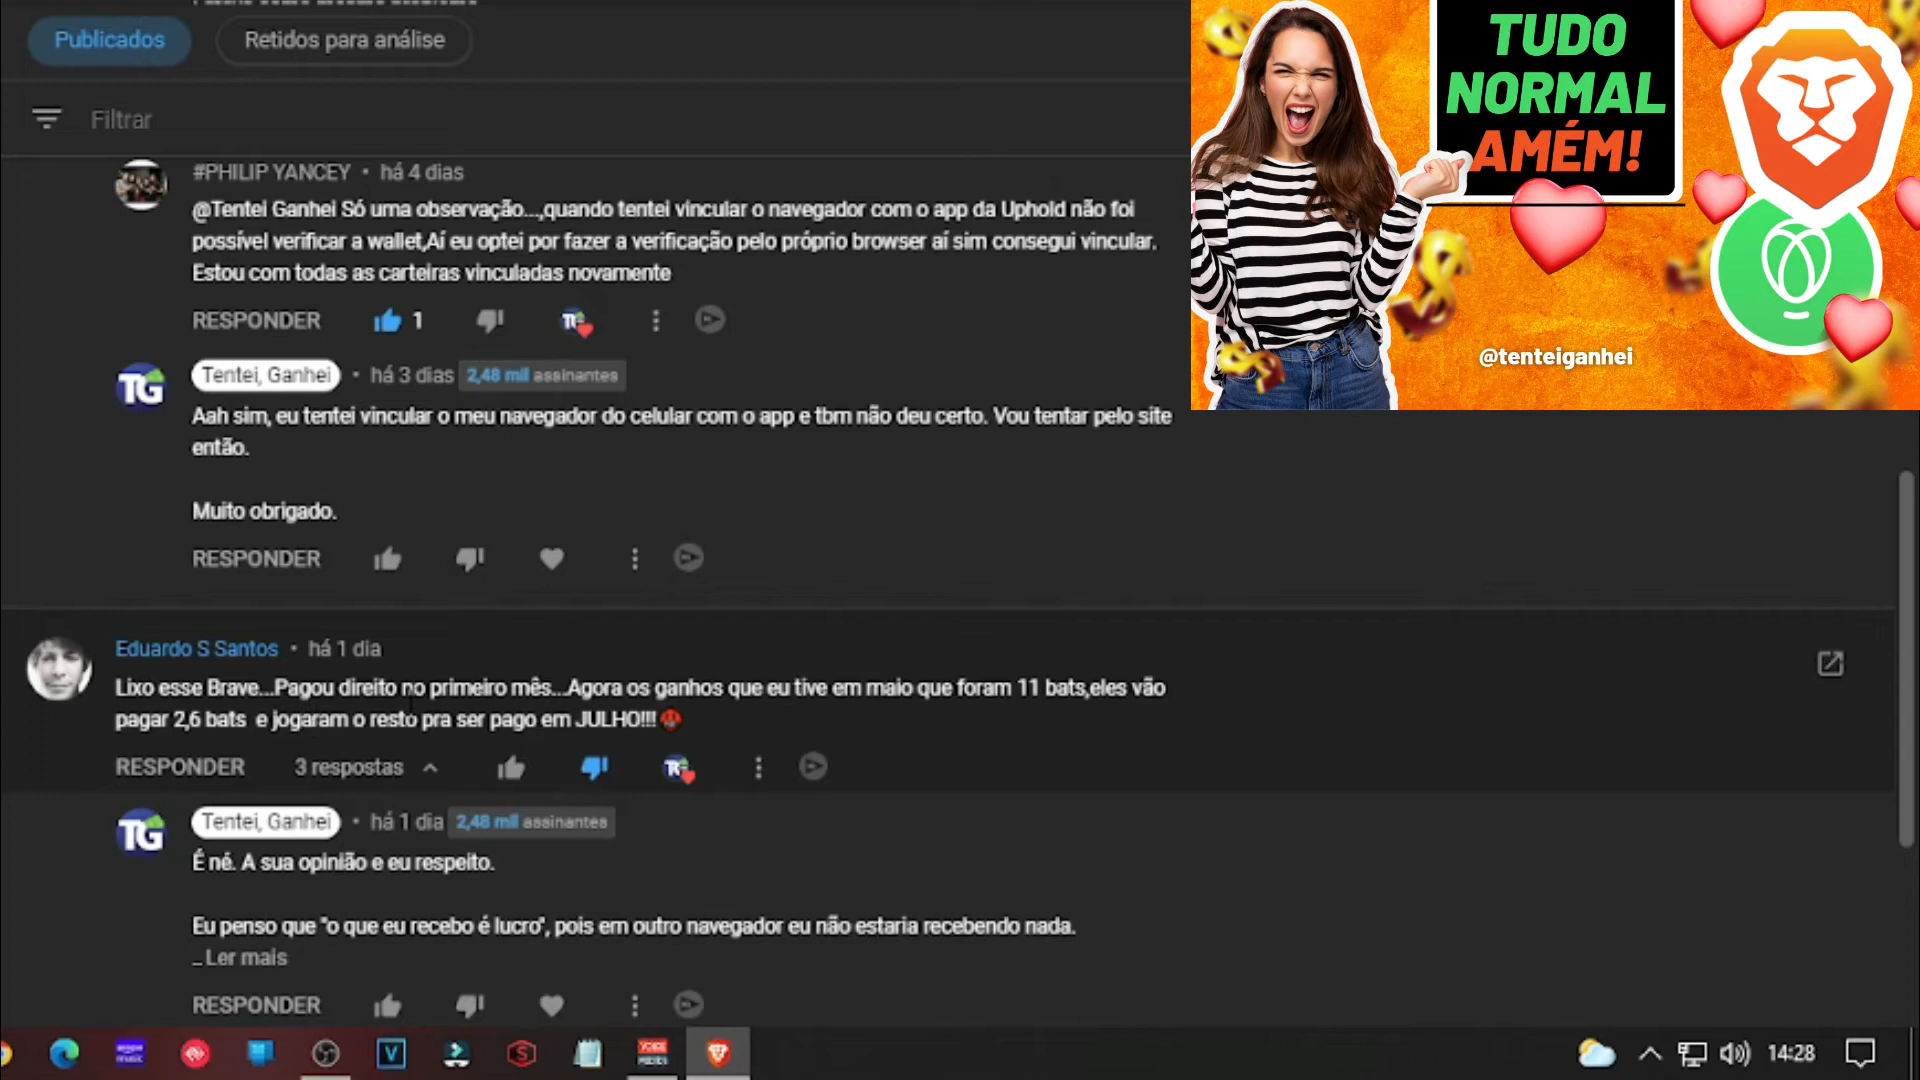 Publicados
Retidos para análise
Filtrar
#PHILIP YANCEY • há 4 dias
@Tentei Ganhei Só uma observação...,quando tentei vincular o navegador com o app da Uphold não foi
possível verificar a wallet,Aí eu optei por fazer a verificação pelo próprio browser aí sim consegui vincular.
Estou com todas as carteiras vinculadas novamente
RESPONDER 1
TG Tentei, Ganhei • há 3 dias 2,48 mil assinantes
Aah sim, eu tentei vincular o meu navegador do celular com o app e tbm não deu certo. Vou tentar pelo site
então.
Muito obrigado.
RESPONDER
Eduardo S Santos • há 1 dia
Lixo esse Brave...Pagou direito no primeiro mês...Agora os ganhos que eu tive em maio que foram 11 bats,eles vão
pagar 2,6 bats e jogaram o resto pra ser pago em JULHO!!!
RESPONDER 3 respostas
TG Tentei, Ganhei • há 1 dia 2,48 mil assinantes
É né. A sua opinião e eu respeito.
Eu penso que "o que eu recebo é lucro", pois em outro navegador eu não estaria recebendo nada.
...Ler mais
RESPONDER
TUDO
NORMAL
AMÉM!
@tenteiganhei
14:28